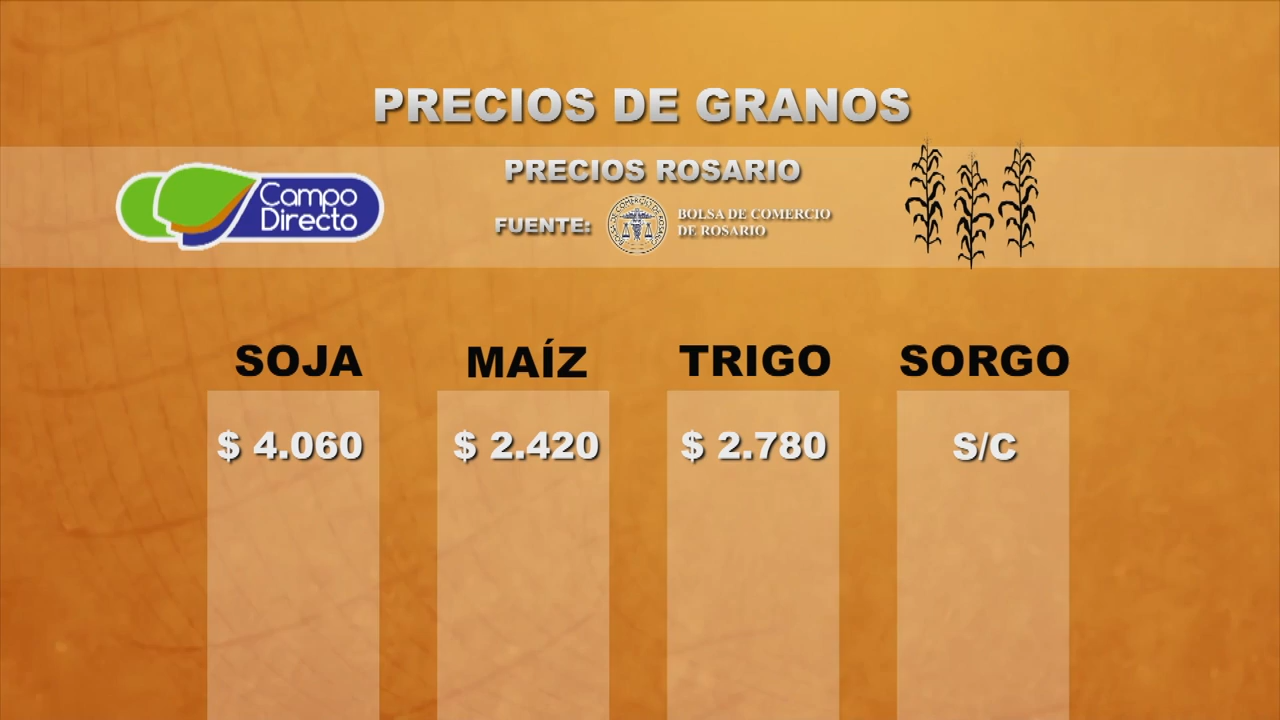 PRECIOS DE GRANOS
Campo
Directo
PRECIOS ROSARIO
FUENTE:
BOLSA DE COMERCIO
DE ROSARIO
SOJA
MAÍZ
TRIGO
SORGO
$ 4.060
$ 2.420
$ 2.780
S/C